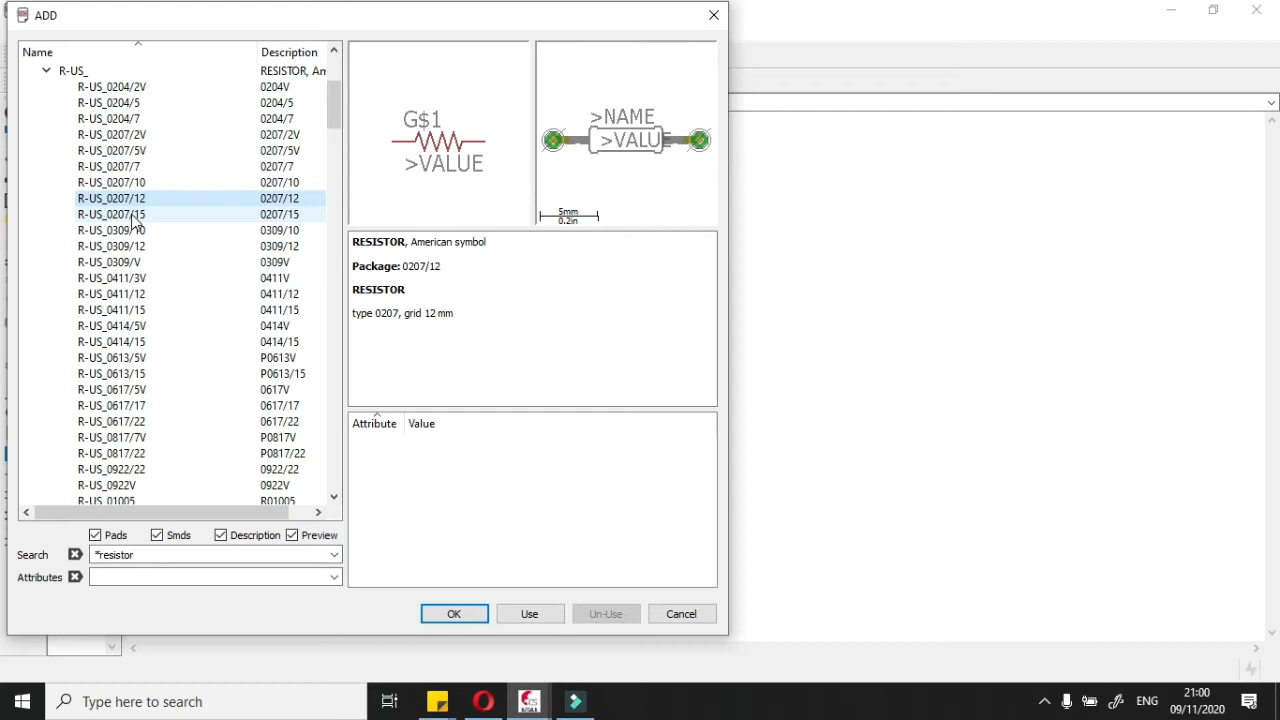 ADD
Name Description
R-US_ RESISTOR, Am
R-US_0204/2V 0204V
R-US_0204/5 0204/5
R-US_0204/7 0204/7
R-US_0207/2V 0207/2V
R-US_0207/5V 0207/5V
R-US_0207/7 0207/7
R-US_0207/10 0207/10
R-US_0207/12 0207/12
R-US_0207/15 0207/15
R-US_0309/ 0309/10
R-US_0309/12 0309/12
R-US_0309/V 0309V
R-US_0411/3V 0411V
R-US_0411/12 0411/12
R-US_0411/15 0411/15
R-US_0414/5V 0414V
R-US_0414/15 0414/15
R-US_0613/5V P0613V
R-US_0613/15 P0613/15
R-US_0617/5V 0617V
R-US_0617/17 0617/17
R-US_0617/22 0617/22
R-US_0817/7V P0817V
R-US_0817/22 P0817/22
R-US_0922/22 0922/22
R-US_0922V 0922V
R-US_01005 R01005
Pads Smds Description Preview
Search *resistor
Attributes
G$1
>VALUE
>NAME
>VALUE
5mm
0.2in
RESISTOR, American symbol
Package: 0207/12
RESISTOR
type 0207, grid 12 mm
Attribute Value
OK Use Un-Use Cancel
Type here to search
ENG
21:00
09/11/2020